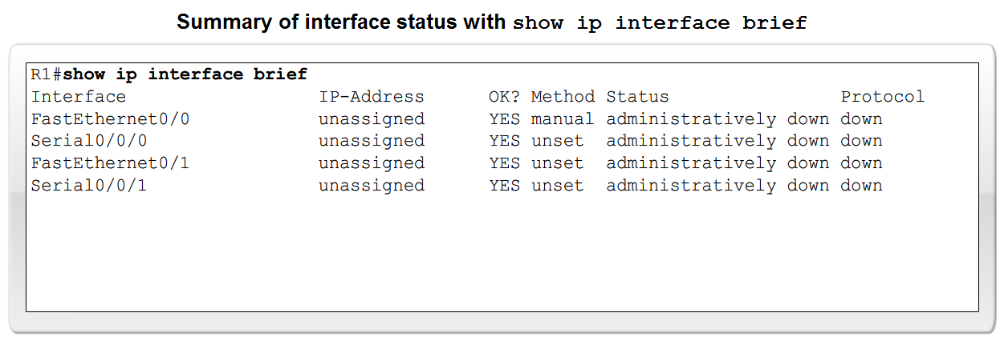 Summary of interface status with show ip interface brief
R1#show ip interface brief
Interface IP-Address OK? Method Status Protocol
FastEthernet0/0 unassigned YES manual administratively down down
Serial0/0/0 unassigned YES unset administratively down down
FastEthernet0/1 unassigned YES unset administratively down down
Serial0/0/1 unassigned YES unset administratively down down